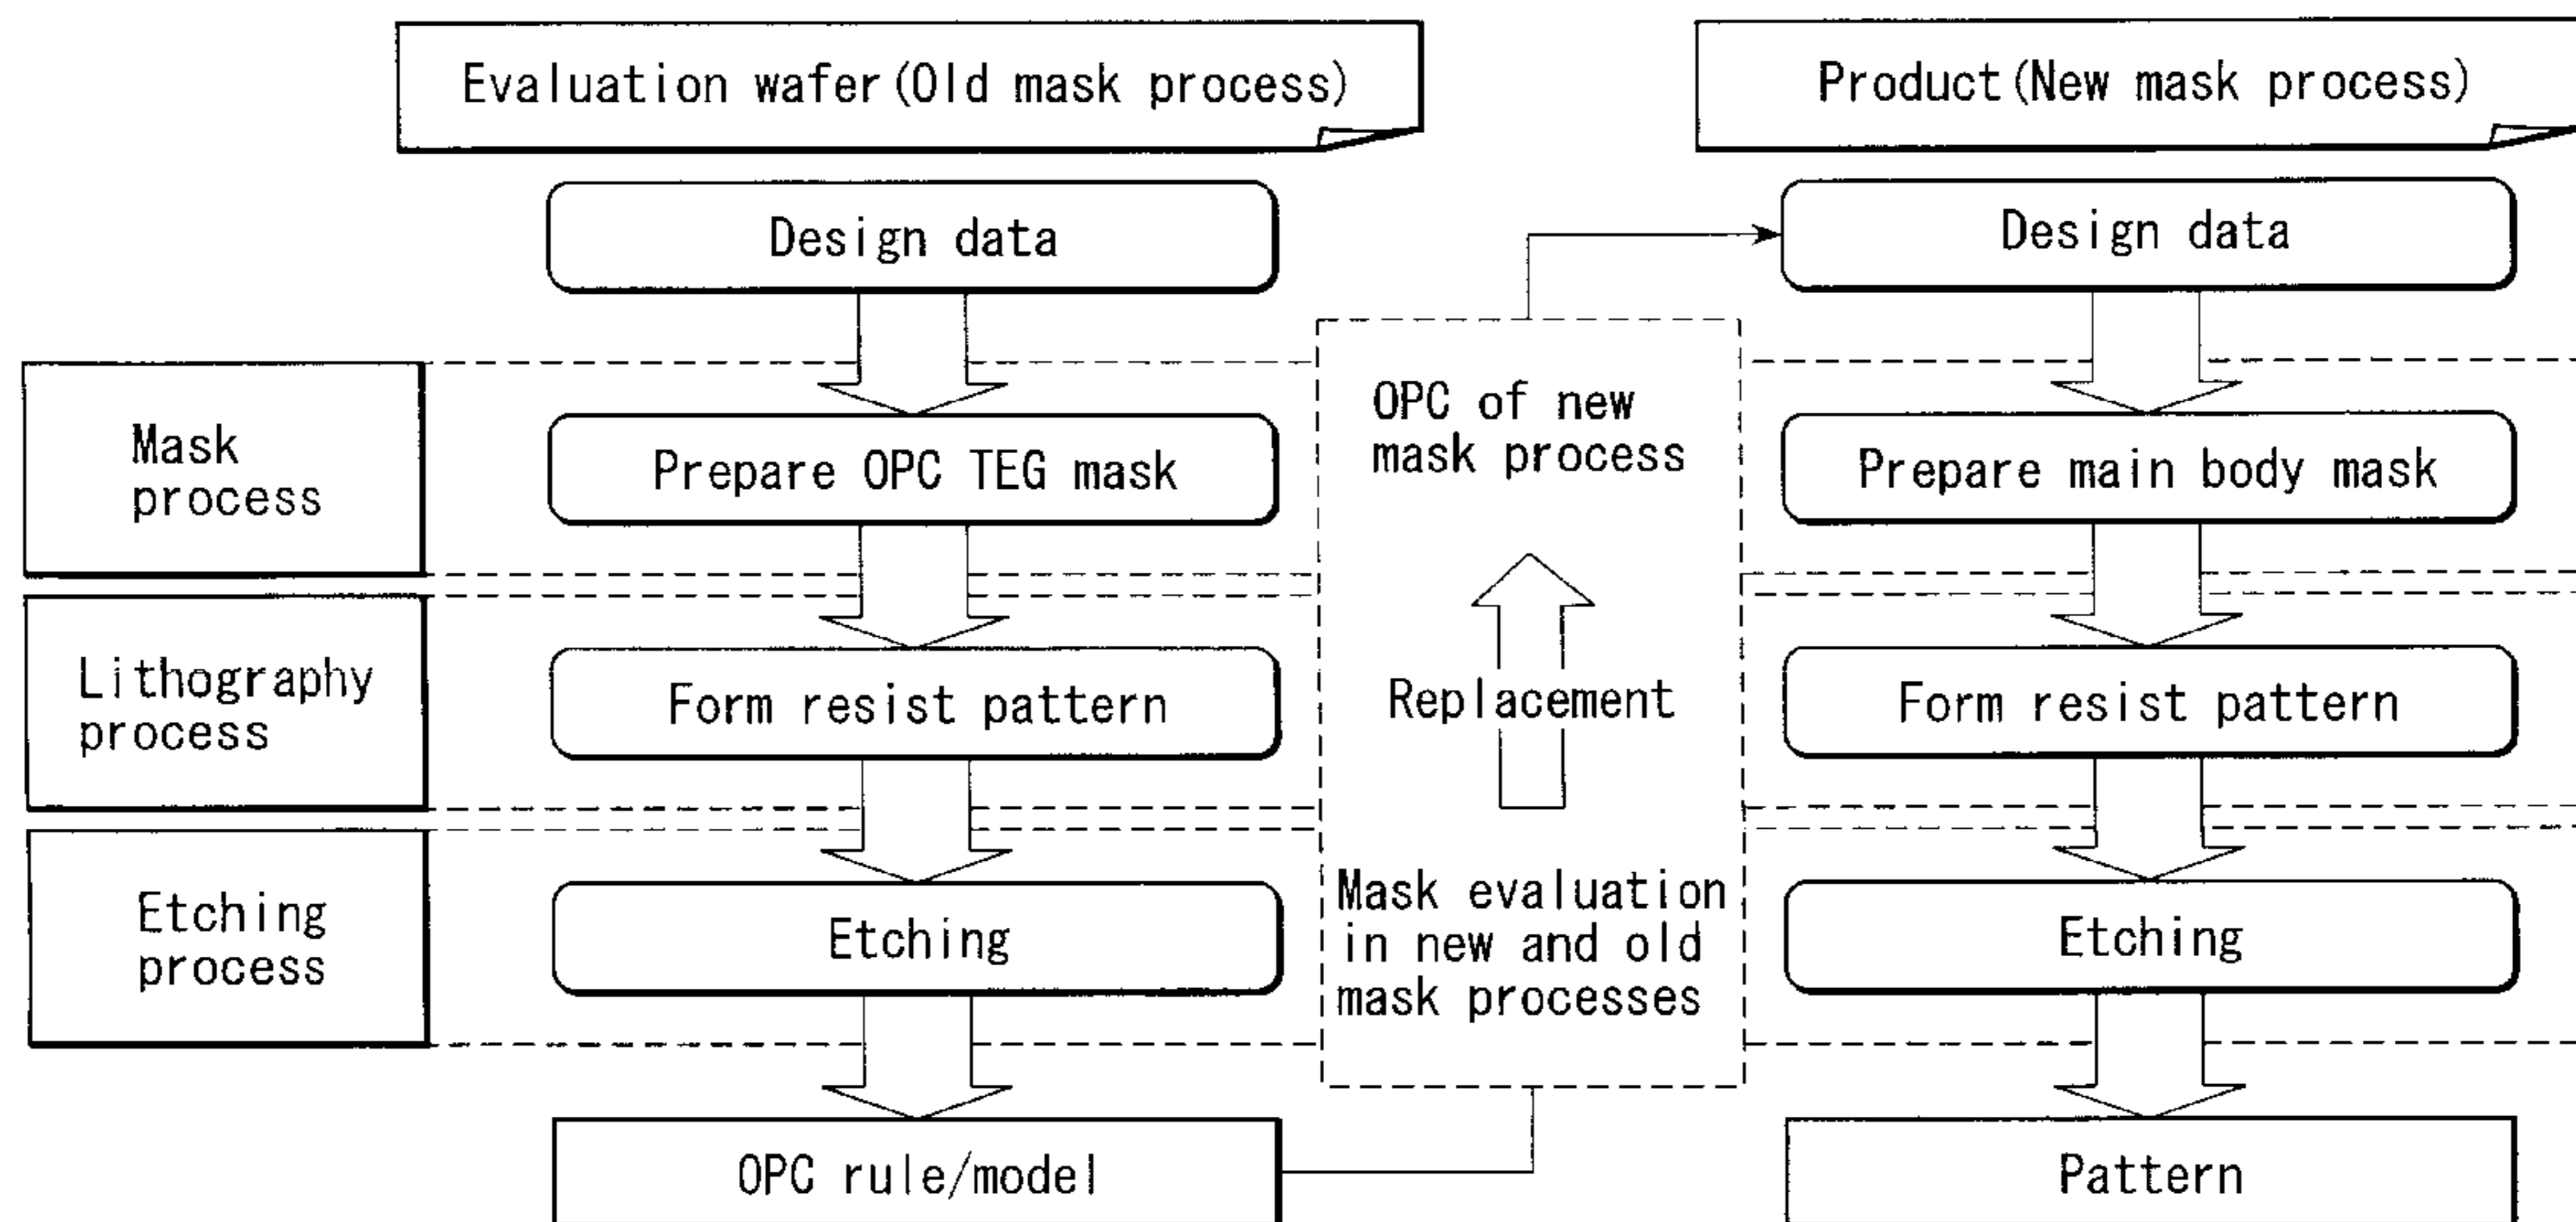 Evaluation wafer(Old mask process)
Product(New mask process)
Design data
Design data
Mask
process
Prepare OPC TEG mask
OPC of new
mask process
Prepare main body mask
Lithography
process
Form resist pattern
Replacement
Form resist pattern
Etching
process
Etching
Mask evaluation
in new and old
mask processes
Etching
OPC rule/model
Pattern